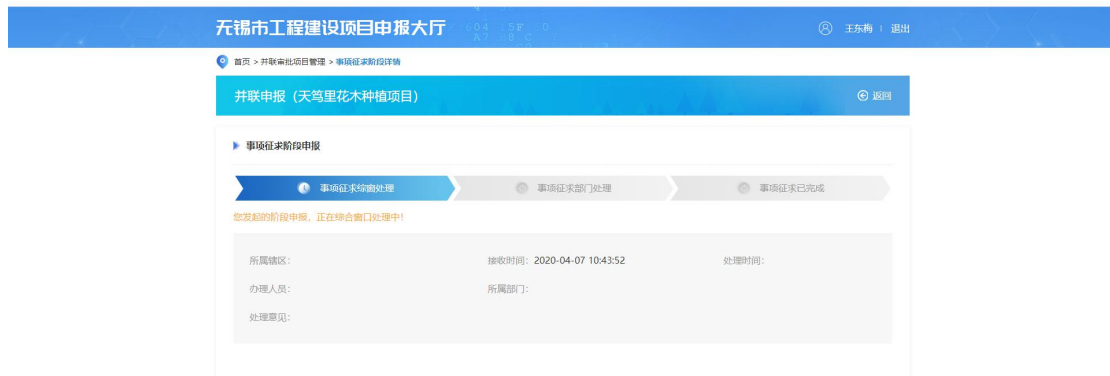 无锡市工程建设项目申报大厅
王东梅 | 退出
首页 > 并联审批项目管理 > 事项征求阶段详情
并联申报（天笃里花木种植项目）
返回
事项征求阶段申报
事项征求综窗处理 事项征求部门处理 事项征求已完成
您发起的阶段申报，正在综合窗口处理中！
所属辖区： 接收时间：2020-04-07 10:43:52 处理时间：
办理人员： 所属部门：
处理意见：